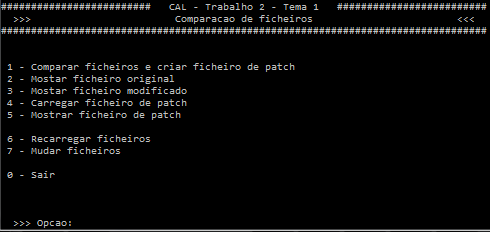 ######################### CAL - Trabalho 2 - Tema 1 #########################
>>> Comparacao de ficheiros <<<
################################################################################
1 - Comparar ficheiros e criar ficheiro de patch
2 - Mostar ficheiro original
3 - Mostar ficheiro modificado
4 - Carregar ficheiro de patch
5 - Mostrar ficheiro de patch
6 - Recarregar ficheiros
7 - Mudar ficheiros
0 - Sair
>>> Opcao: